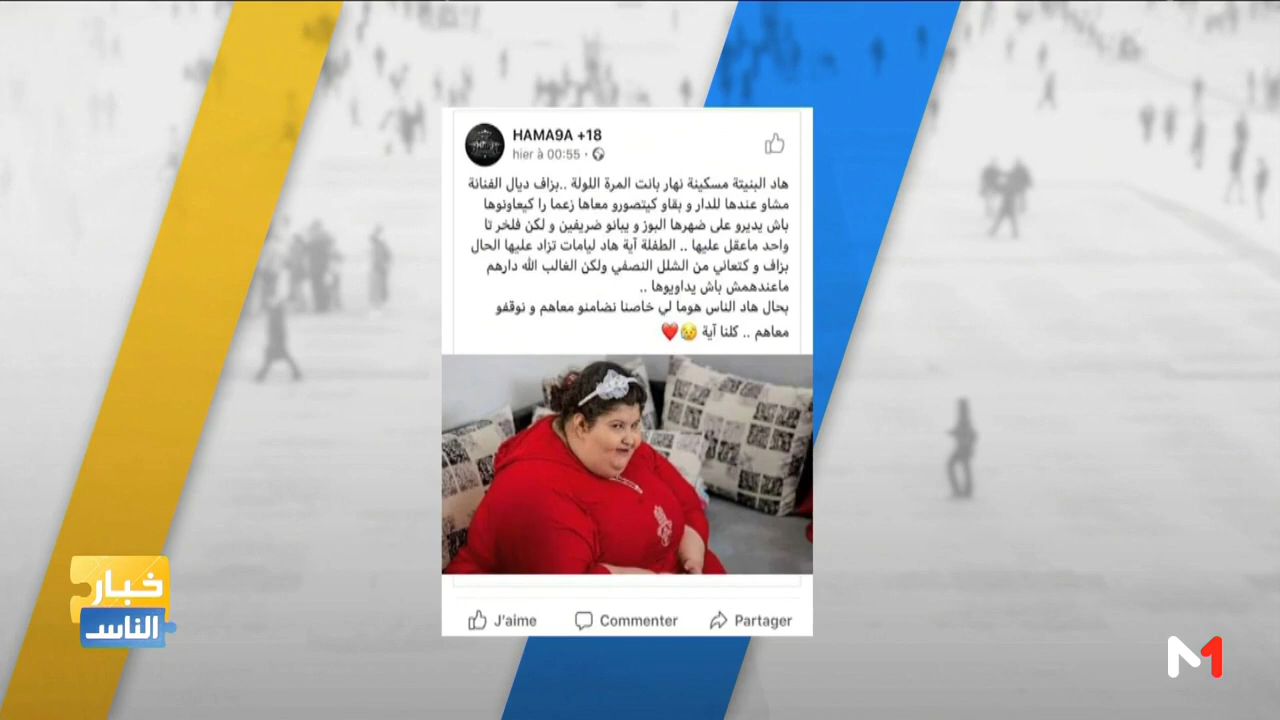 HAMA9A +18
hier à 00:55
هاد البنيتة مسكينة نهار بانت المرة اللولة ..بزاف ديال الفنانة
مشاو عندها للدار و بقاو كيتصورو معاها زعما را كيعاونوها
باش يديرو على ضهرها البوز و يبانو ضريفين و لكن فلخر تا
واحد ماعقل عليها .. الطفلة آية هاد ليامات تزاد عليها الحال
بزاف و كتعاني من الشلل النصفي ولكن الغالب الله دارهم
ماعندهمش باش يداويوها ..
بحال هاد الناس هوما لي خاصنا نضامنو معاهم و نوقفو
معاهم .. كلنا آية 😥❤️
J'aime
Commenter
Partager
خبار
الناس
M1